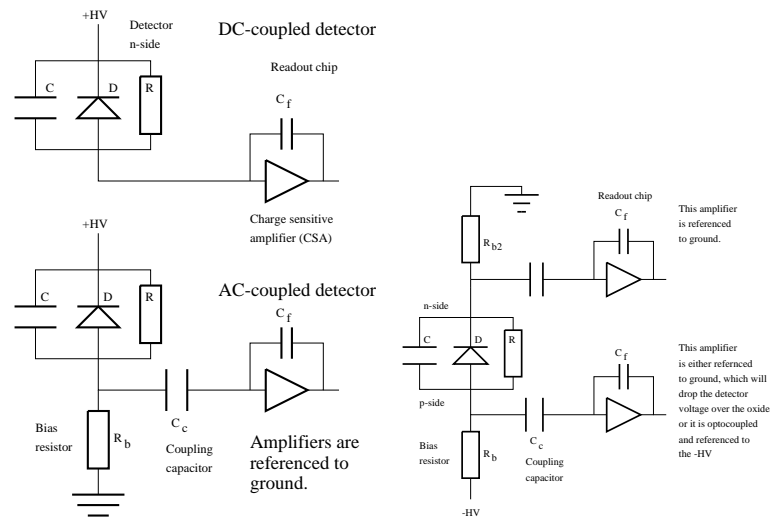 +HV
Detector
n-side
DC-coupled detector
Readout chip
C
D
R
C f
Charge sensitive
amplifier (CSA)
+HV
AC-coupled detector
C
D
R
C f
C c
Bias
resistor
R b
Coupling
capacitor
Amplifiers are
referenced to
ground.
Readout chip
C f
This amplifier
is referenced
to ground.
R b2
n-side
C
D
R
p-side
C f
This amplifier
is either referncd
to ground, which will
drop the detector
voltage over the oxide
or it is optocoupled
and referenced to
the -HV
Bias
resistor
R b
C c
Coupling
capacitor
-HV